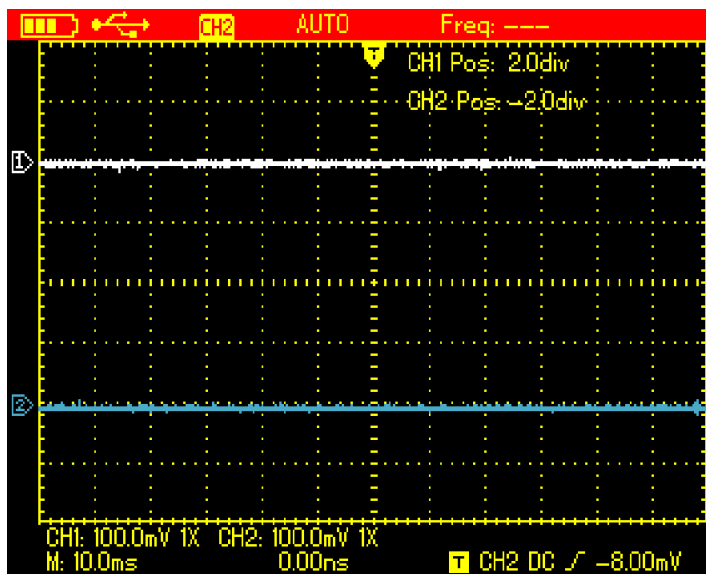 CH2 AUTO Freq: ---
T
CH1 Pos: 2.0div
CH2 Pos: -2.0div
1
2
CH1: 100.0mV 1X CH2: 100.0mV 1X
M: 10.0ms 0.00ns T CH2 DC -8.00mV